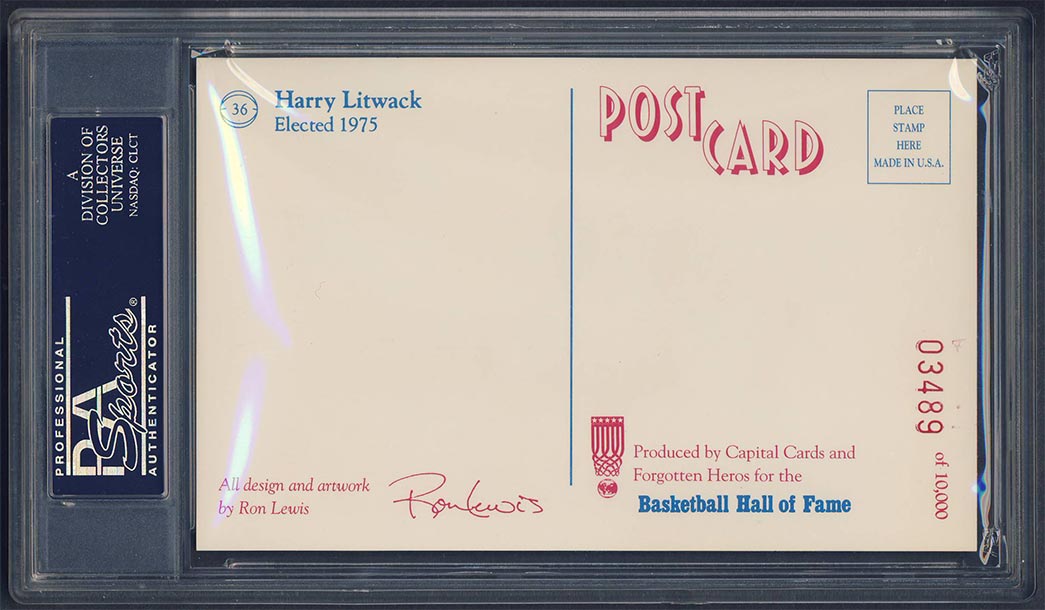 A
DIVISION OF
COLLECTORS
UNIVERSE
NASDAQ: CLCT
PROFESSIONAL
PSA
Sports®
AUTHENTICATOR
36
Harry Litwack
Elected 1975
All design and artwork
by Ron Lewis
Ron Lewis
POST
CARD
PLACE
STAMP
HERE
MADE IN U.S.A.
03489 of 10,000
Produced by Capital Cards and
Forgotten Heros for the
Basketball Hall of Fame